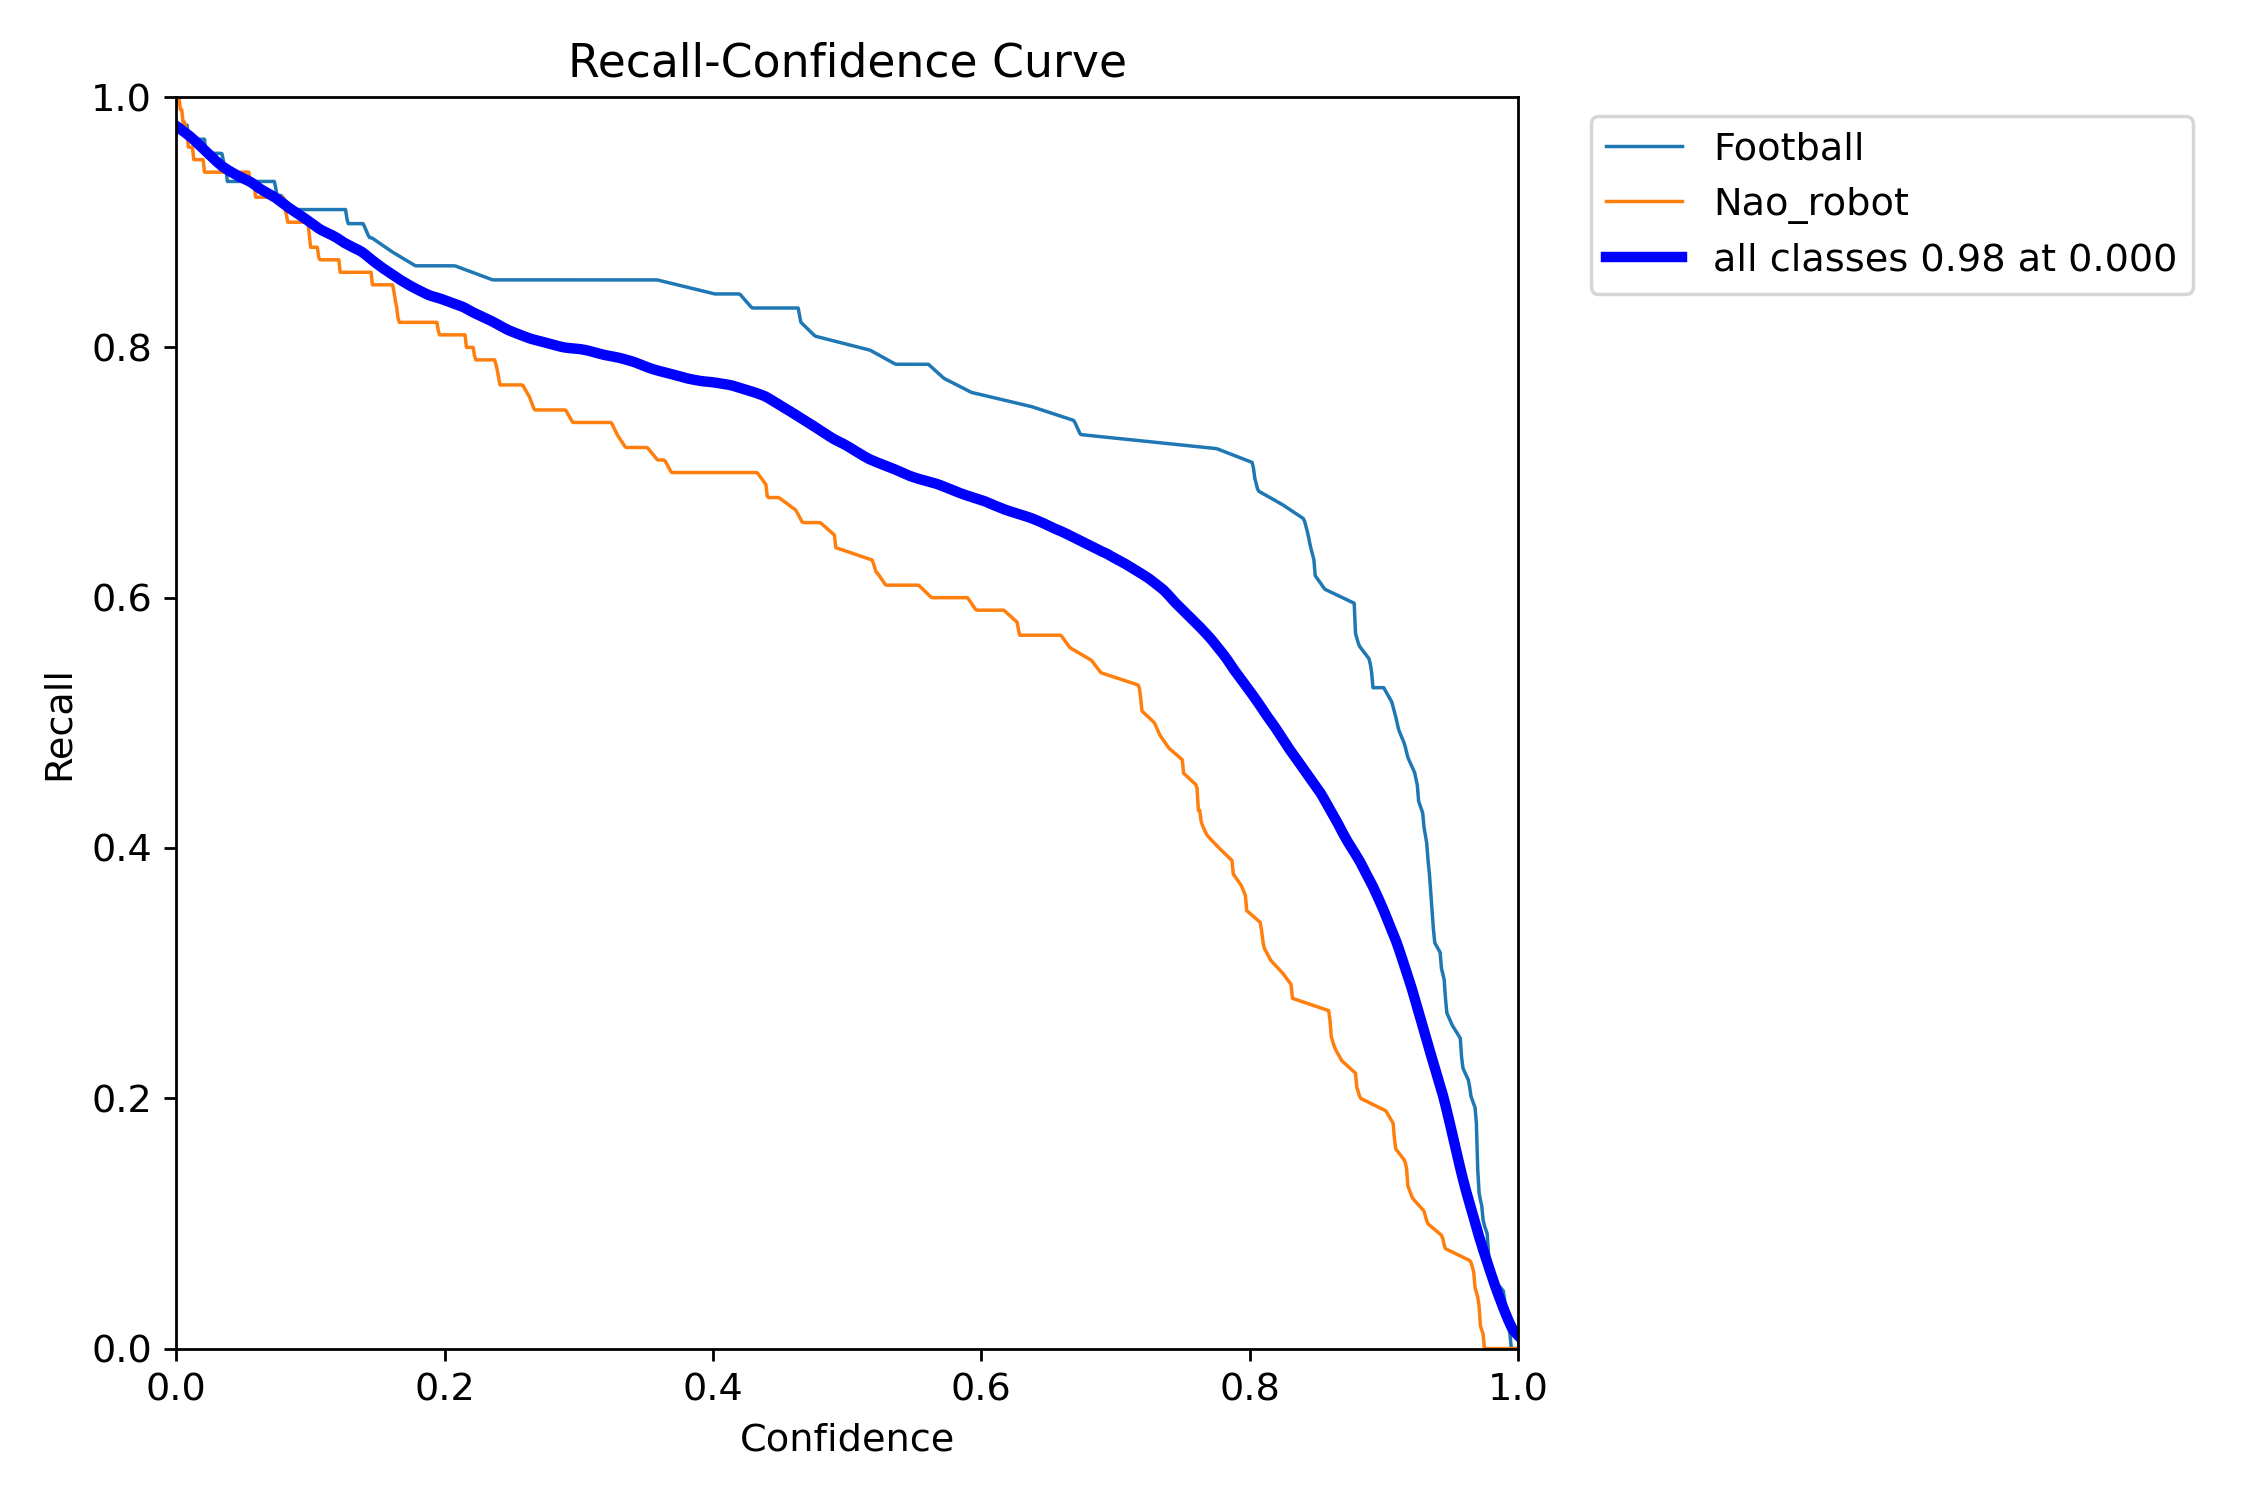 Recall-Confidence Curve
Football
Nao_robot
all classes 0.98 at 0.000
1.0
0.8
0.6
0.4
0.2
0.0
Recall
0.0 0.2 0.4 0.6 0.8 1.0
Confidence